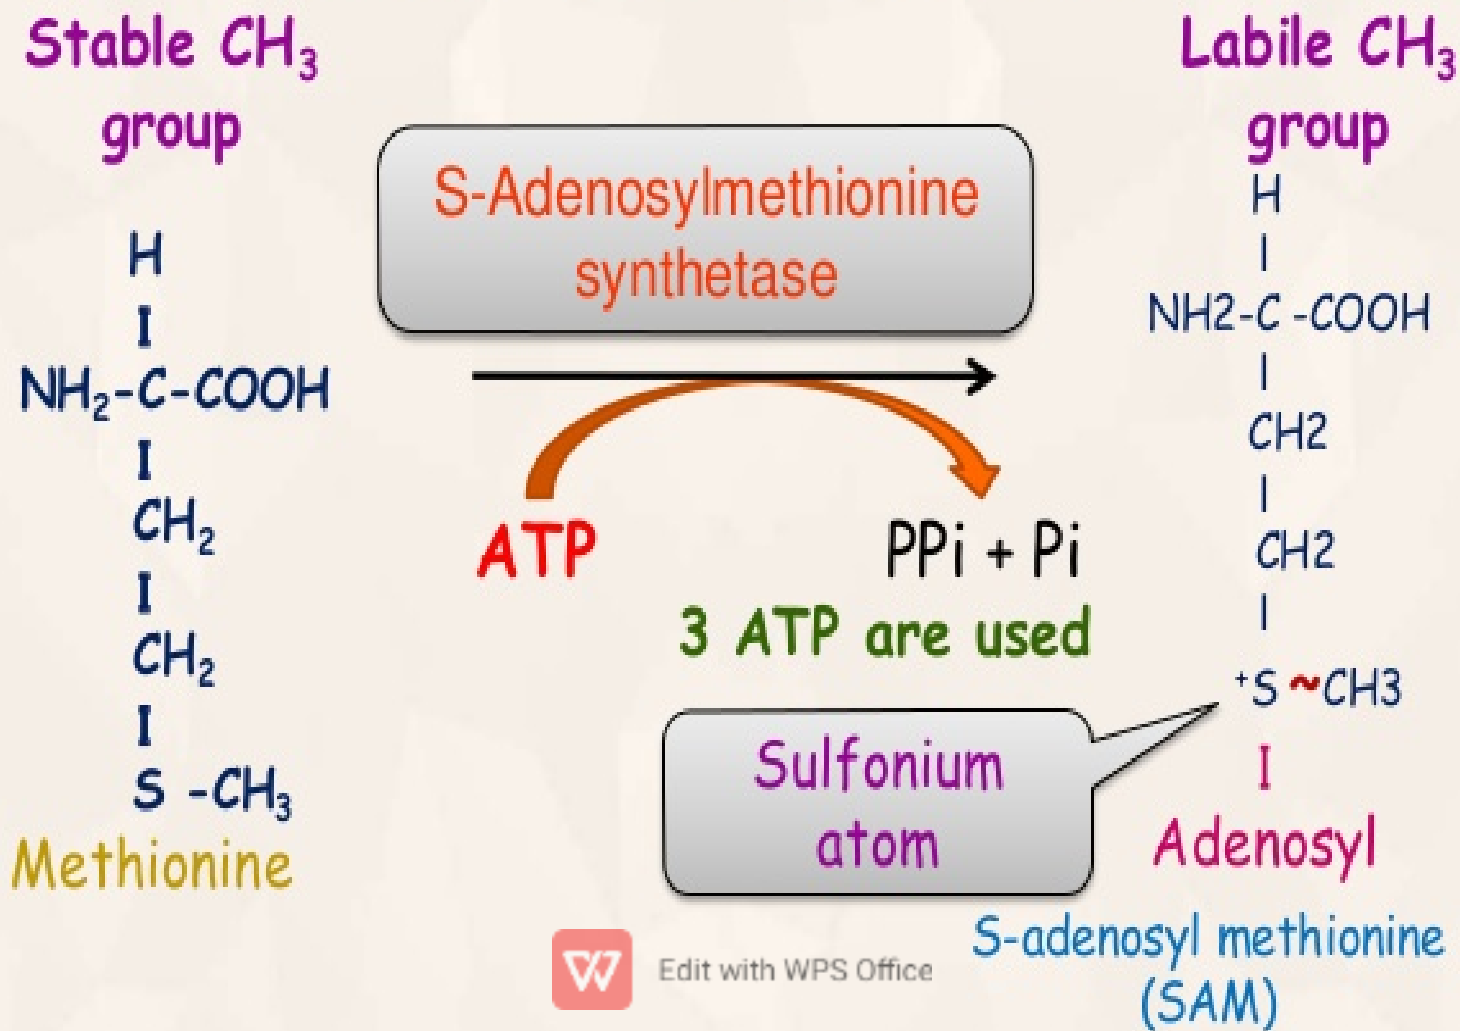 Stable CH₃
group
H
I
NH₂-C-COOH
I
CH₂
I
CH₂
I
S -CH₃
Methionine
S-Adenosylmethionine
synthetase
ATP
PPi + Pi
3 ATP are used
Sulfonium
atom
Labile CH₃
group
H
|
NH2-C -COOH
|
CH2
|
CH2
|
⁺S ~CH3
I
Adenosyl
S-adenosyl methionine
(SAM)
W
Edit with WPS Office